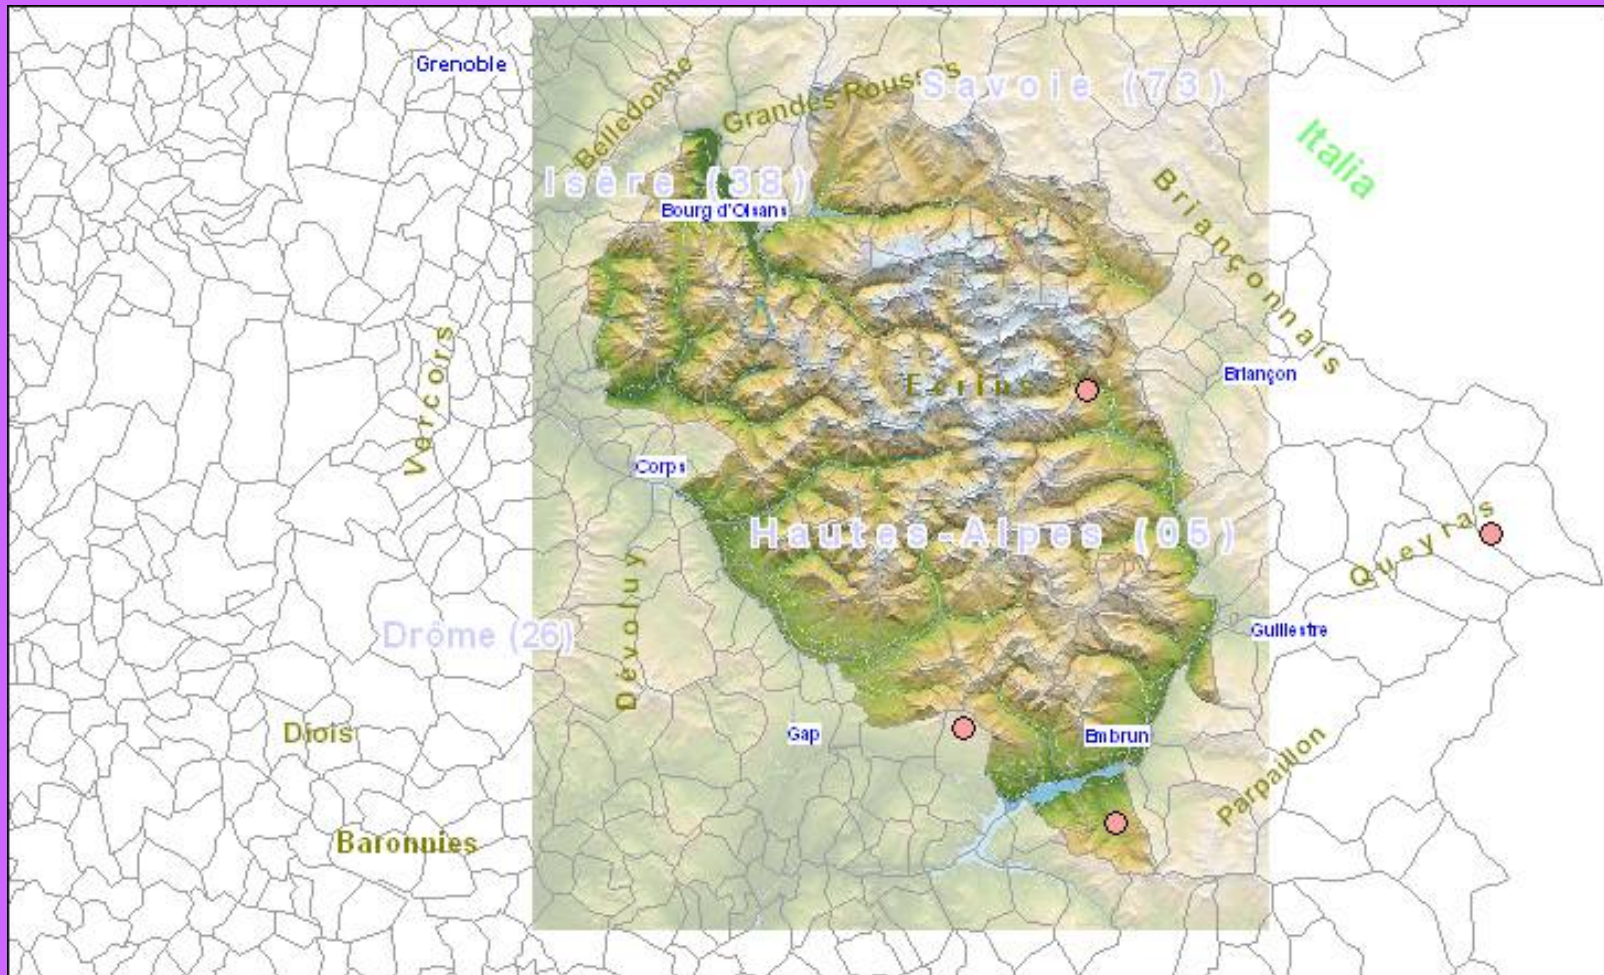 Grenoble
Belledonne
Grandes Rousses
Savoie (73)
Italia
Isère (38)
Bourg d'Oisans
Briançonnais
Vercors
Ecrins
Briançon
Corps
Hautes-Alpes (05)
Queyras
Dévoluy
Drôme (26)
Guillestre
Diois
Gap
Embrun
Parpaillon
Baronnies